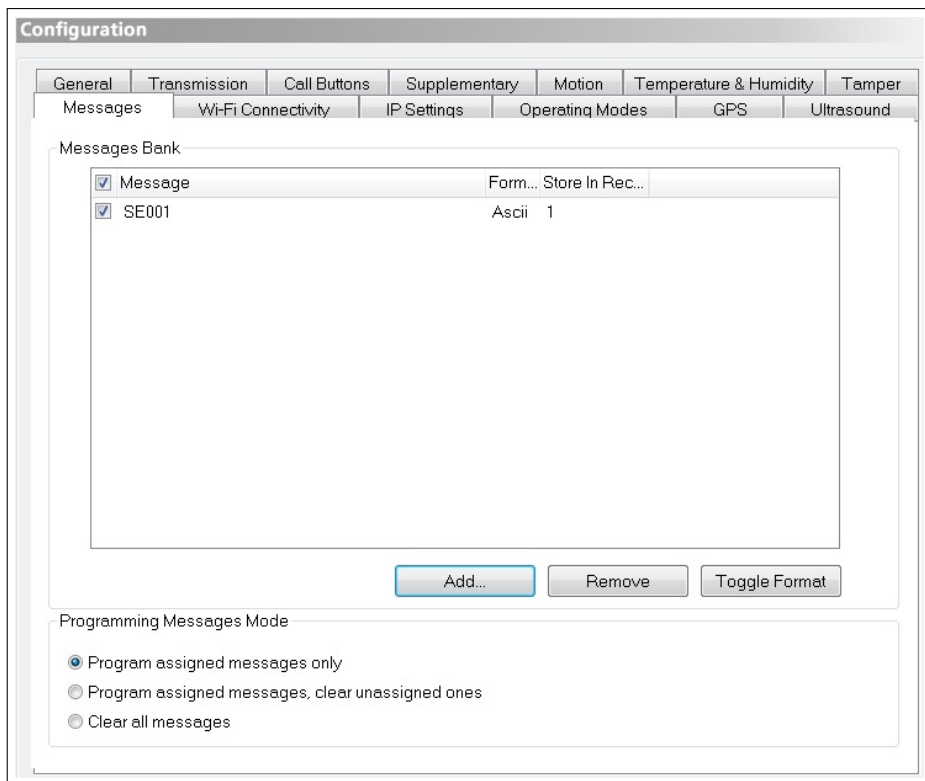 Configuration
General Transmission Call Buttons Supplementary Motion Temperature & Humidity Tamper
Messages Wi-Fi Connectivity IP Settings Operating Modes GPS Ultrasound
Messages Bank
Message Form... Store In Rec...
SE001 Ascii 1
Add... Remove Toggle Format
Programming Messages Mode
Program assigned messages only
Program assigned messages, clear unassigned ones
Clear all messages